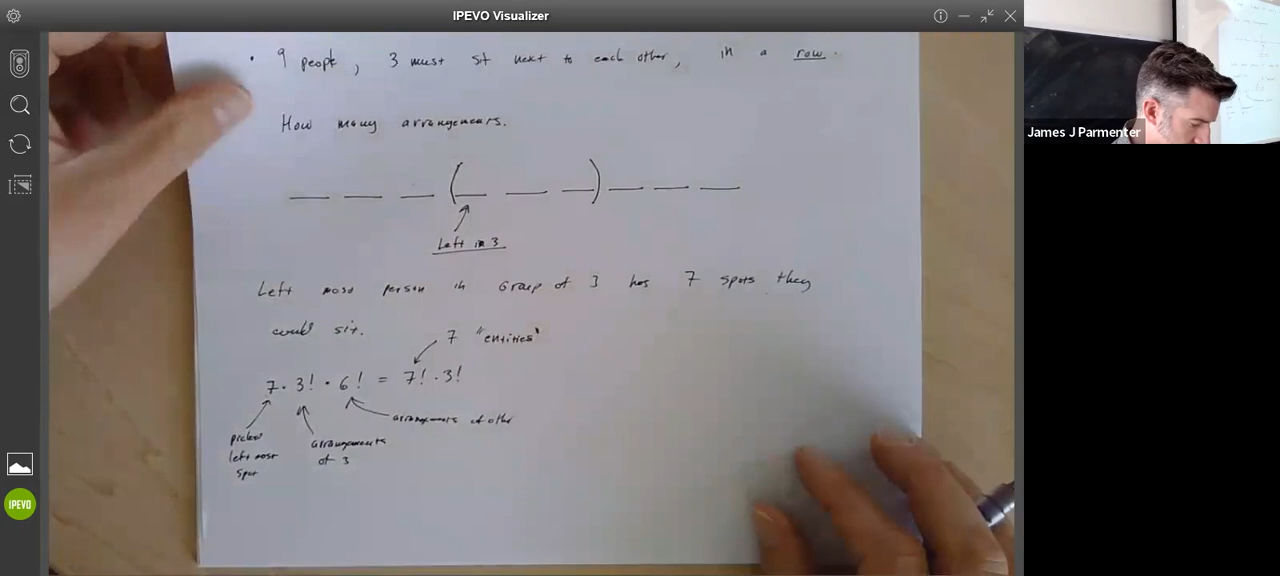 IPEVO Visualizer
James J Parmenter
· 9 people, 3 must sit next to each other, in a row.
How many arrangements.
( )
Left in 3
Left most person in Group of 3 has 7 spots they
could sit.
7 "entities"
7 · 3! · 6! = 7! · 3!
arrangements of other
arrangements
of 3
left most
spot
IPEVO